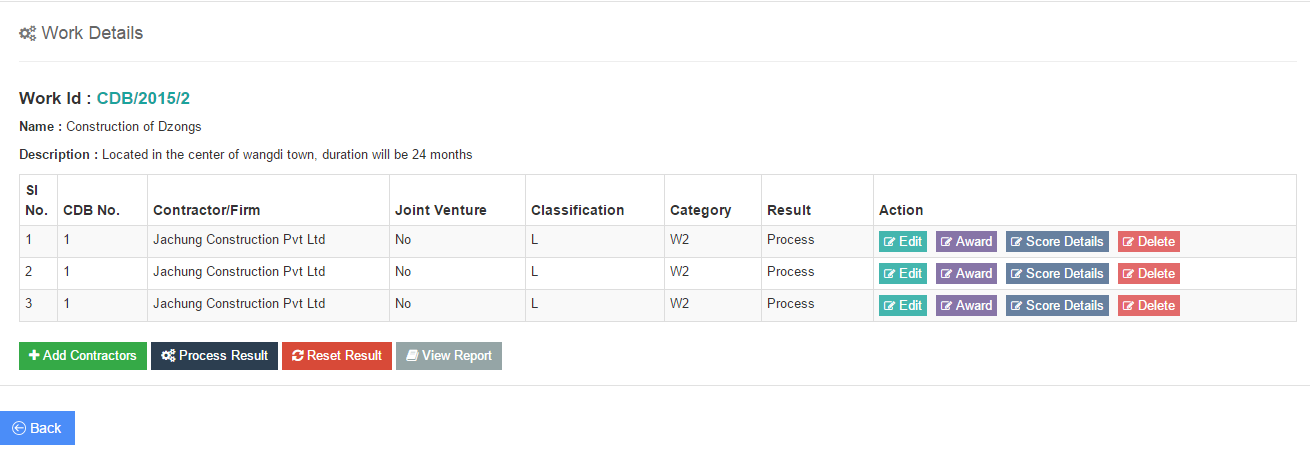 Work Details
Work Id : CDB/2015/2
Name : Construction of Dzongs
Description : Located in the center of wangdi town, duration will be 24 months
Sl No. CDB No. Contractor/Firm Joint Venture Classification Category Result Action
1 1 Jachung Construction Pvt Ltd No L W2 Process Edit Award Score Details Delete
2 1 Jachung Construction Pvt Ltd No L W2 Process Edit Award Score Details Delete
3 1 Jachung Construction Pvt Ltd No L W2 Process Edit Award Score Details Delete
Add Contractors Process Result Reset Result View Report
Back